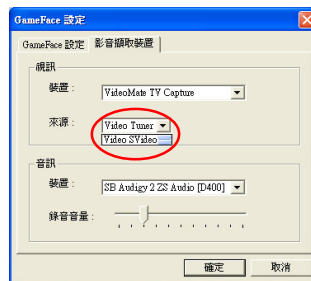 GameFace 設定
GameFace 設定 影音擷取裝置
視訊
裝置 : VideoMate TV Capture
來源 : Video Tuner
Video SVideo
音訊
裝置 : SB Audigy 2 ZS Audio [D400]
錄音音量 :
確定 取消